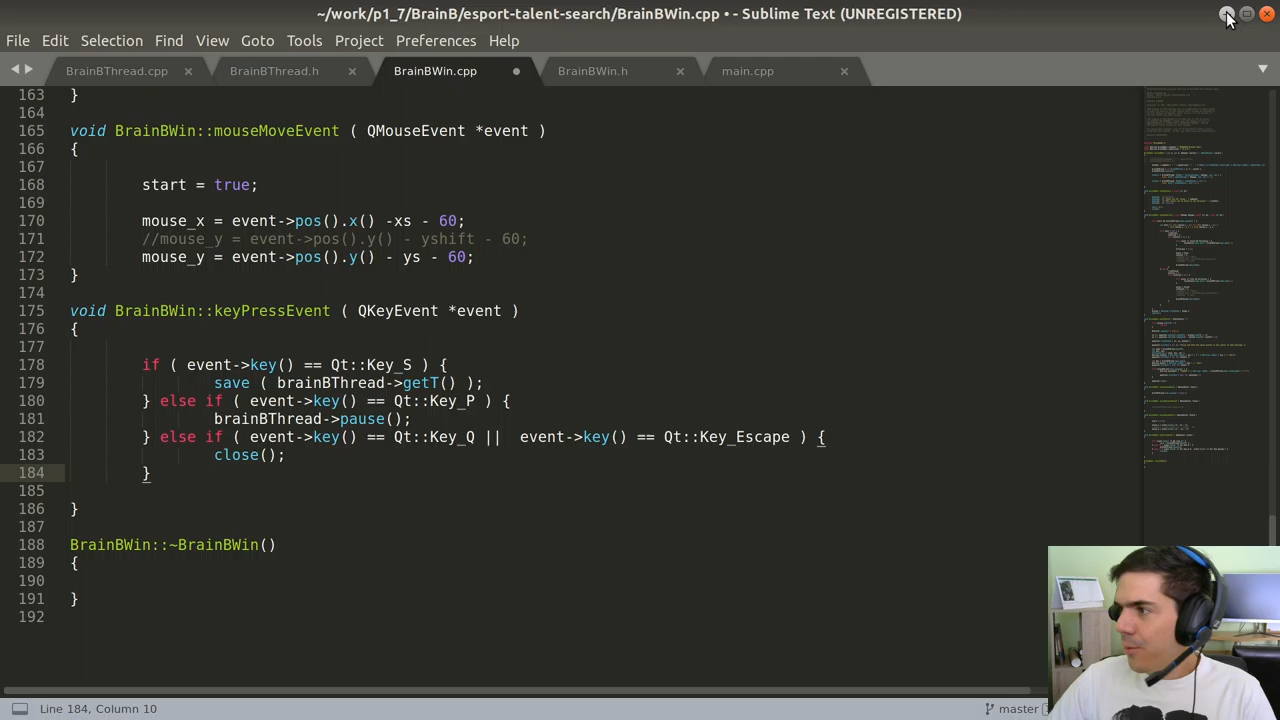 ~/work/p1_7/BrainB/esport-talent-search/BrainBWin.cpp • - Sublime Text (UNREGISTERED)
File Edit Selection Find View Goto Tools Project Preferences Help
BrainBThread.cpp BrainBThread.h BrainBWin.cpp BrainBWin.h main.cpp
163 }
164
165 void BrainBWin::mouseMoveEvent ( QMouseEvent *event )
166 {
167
168 start = true;
169
170 mouse_x = event->pos().x() -xs - 60;
171 //mouse_y = event->pos().y() - yshift - 60;
172 mouse_y = event->pos().y() - ys - 60;
173 }
174
175 void BrainBWin::keyPressEvent ( QKeyEvent *event )
176 {
177
178 if ( event->key() == Qt::Key_S ) {
179 save ( brainBThread->getT() );
180 } else if ( event->key() == Qt::Key_P ) {
181 brainBThread->pause();
182 } else if ( event->key() == Qt::Key_Q || event->key() == Qt::Key_Escape ) {
183 close();
184 }
185
186 }
187
188 BrainBWin::~BrainBWin()
189 {
190
191 }
192
Line 184, Column 10 master